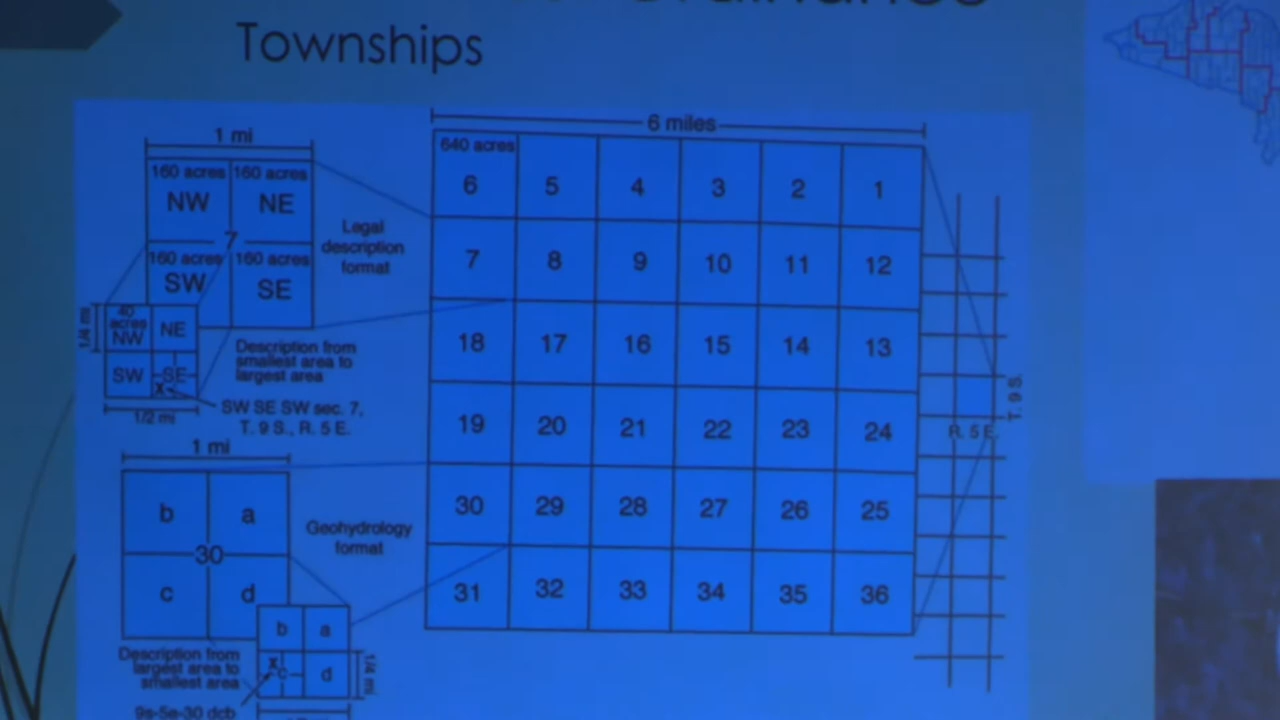 Townships
1 mi
160 acres 160 acres
NW NE
7
160 acres 160 acres
SW SE
Legal
description
format
1/4 mi
40
acres
NW NE
SW SE
X
1/2 mi
Description from
smallest area to
largest area
SW SE SW sec. 7,
T. 9 S., R. 5 E.
6 miles
640 acres
6 5 4 3 2 1
7 8 9 10 11 12
18 17 16 15 14 13
19 20 21 22 23 24
30 29 28 27 26 25
31 32 33 34 35 36
T. 9 S.
R. 5 E.
1 mi
b a
30
c d
Geohydrology
format
b a
X
c d
1/4 mi
Description from
largest area to
smallest area
9s-5e-30 dcb